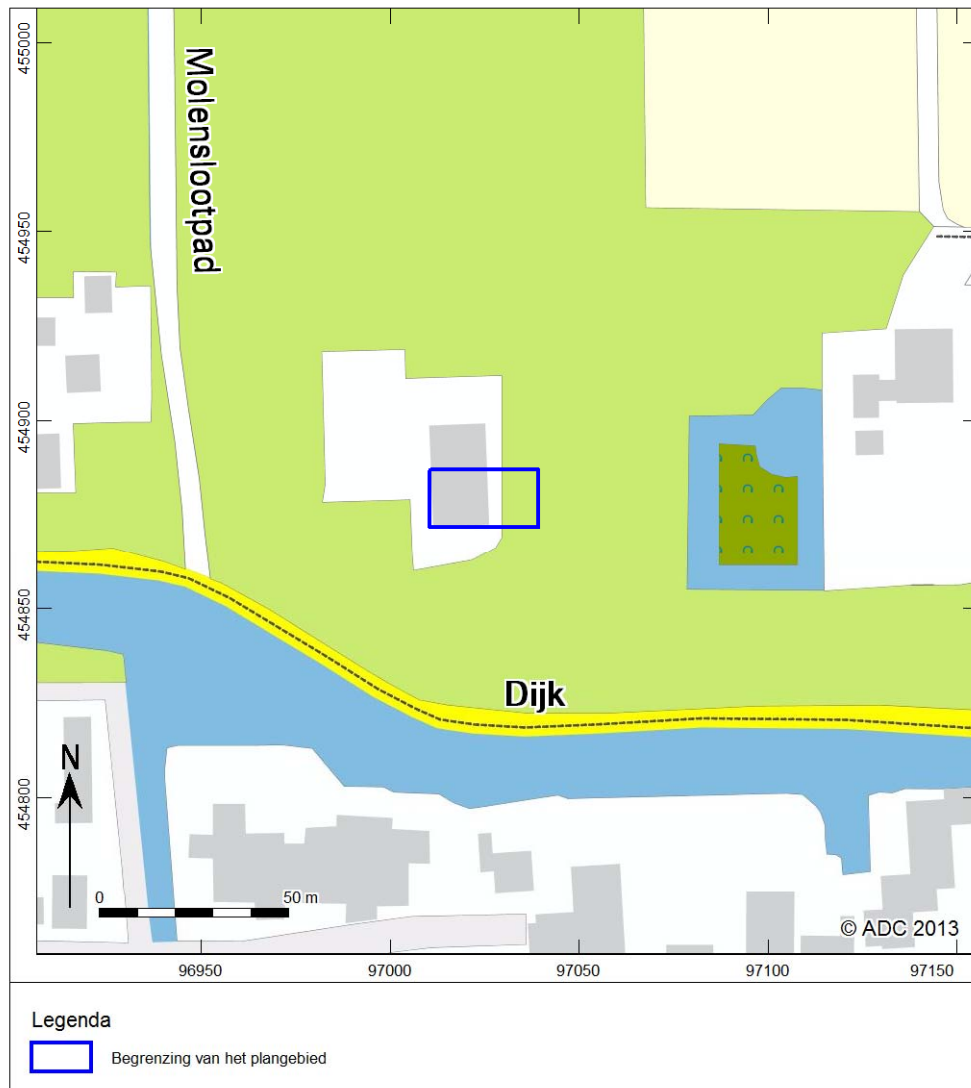 455000
454950
454900
454850
454800
Molenslootpad
Dijk
N
0 50 m
© ADC 2013
96950 97000 97050 97100 97150
Legenda
Begrenzing van het plangebied